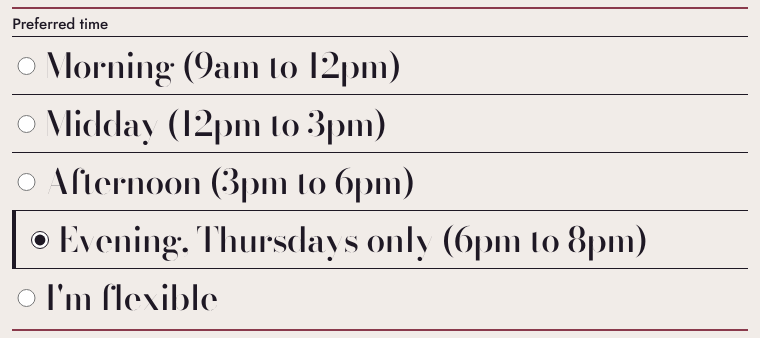 Preferred time
Morning (9am to 12pm)
Midday (12pm to 3pm)
Afternoon (3pm to 6pm)
Evening. Thursdays only (6pm to 8pm)
I'm flexible